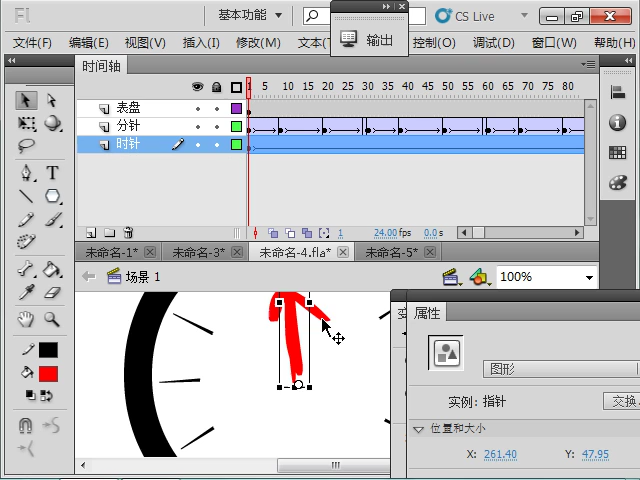 Fl 基本功能 CS Live
文件(F) 编辑(E) 视图(V) 插入(I) 修改(M) 文本(T 控制(O) 调试(D) 窗口(W) 帮助(H)
输出
时间轴
1 5 10 15 20 25 30 35 40 45 50 55 60 65 70 75 80
表盘
分针
时针
1 24.00 fps 0.0 s
未命名-1* 未命名-3* 未命名-4.fla* 未命名-5*
场景 1 100%
属性
图形
实例: 指针 交换.
位置和大小
X: 261.40 Y: 47.95